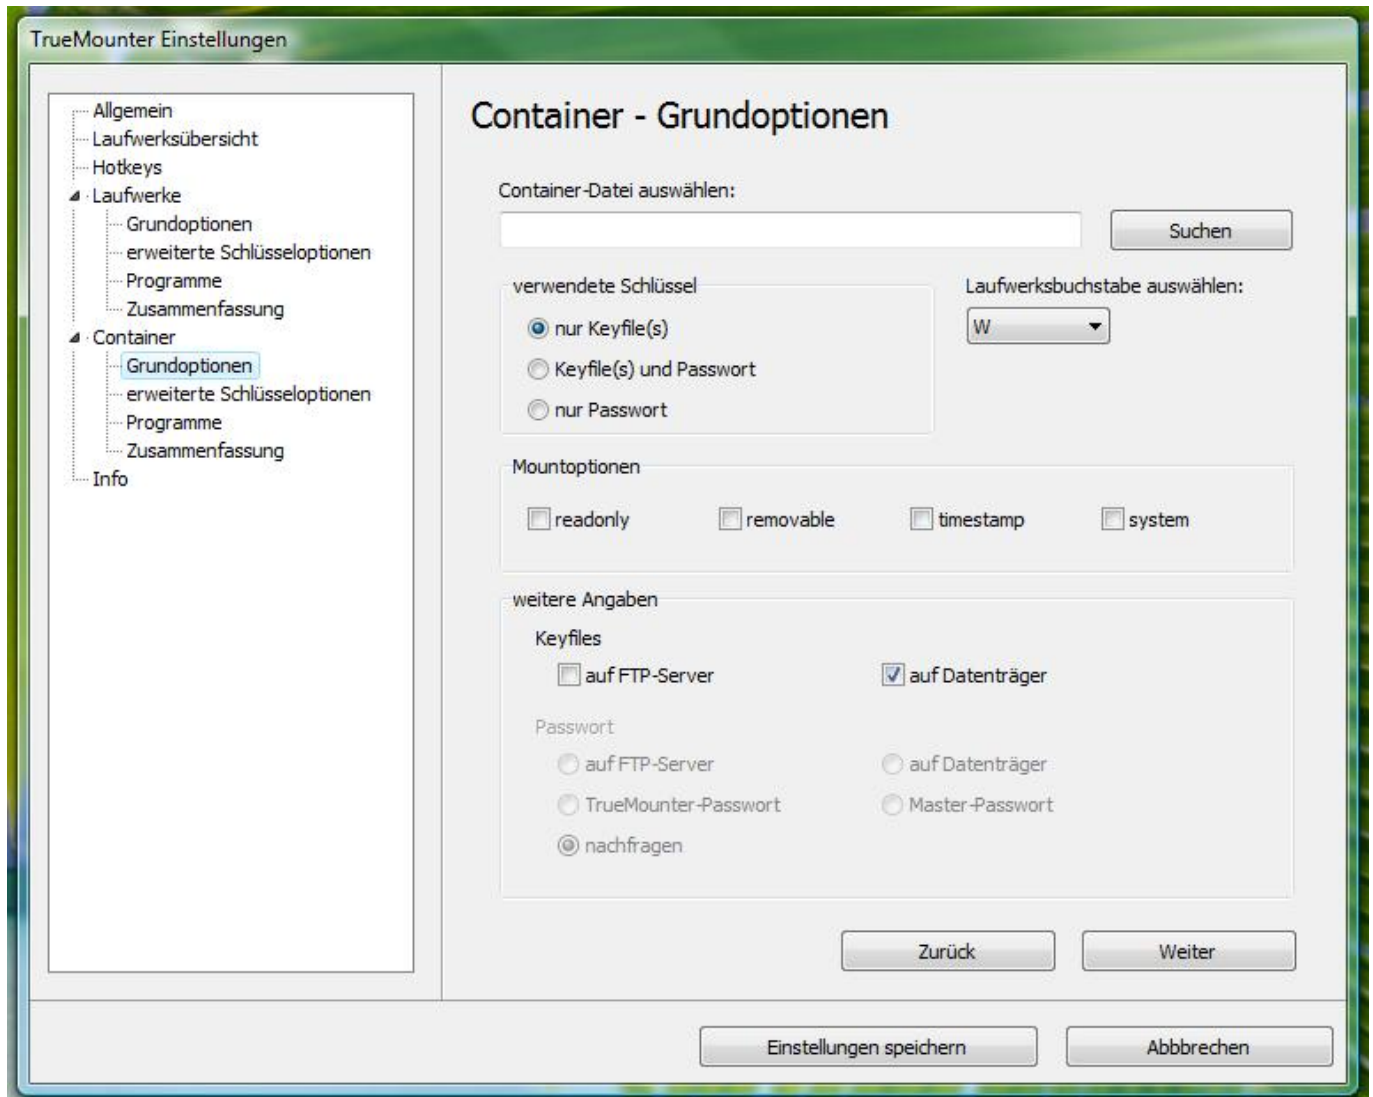 TrueMounter Einstellungen
Allgemein
Laufwerksübersicht
Hotkeys
Laufwerke
Grundoptionen
erweiterte Schlüsseloptionen
Programme
Zusammenfassung
Container
Grundoptionen
erweiterte Schlüsseloptionen
Programme
Zusammenfassung
Info
Container - Grundoptionen
Container-Datei auswählen:
Suchen
verwendete Schlüssel
nur Keyfile(s)
Keyfile(s) und Passwort
nur Passwort
Laufwerksbuchstabe auswählen:
W
Mountoptionen
readonly removable timestamp system
weitere Angaben
Keyfiles
auf FTP-Server auf Datenträger
Passwort
auf FTP-Server auf Datenträger
TrueMounter-Passwort Master-Passwort
nachfragen
Zurück Weiter
Einstellungen speichern Abbbrechen